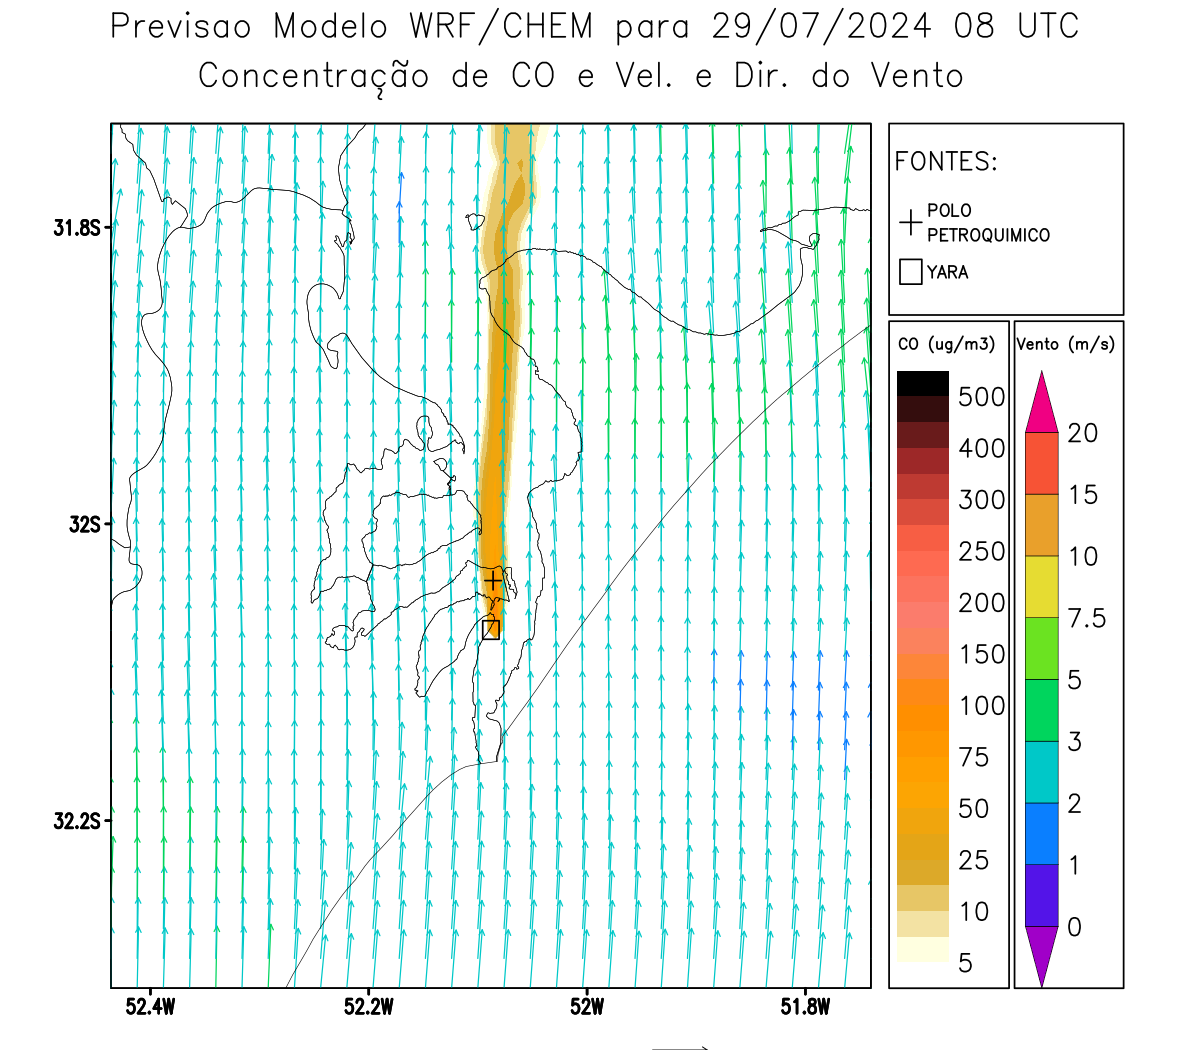 Previsao Modelo WRF/CHEM para 29/07/2024 08 UTC
Concentração de CO e Vel. e Dir. do Vento
FONTES:
POLO
PETROQUIMICO
YARA
CO (ug/m3)
500
400
300
250
200
150
100
75
50
25
10
5
Vento (m/s)
20
15
10
7.5
5
3
2
1
0
31.8S
32S
32.2S
52.4W
52.2W
52W
51.8W